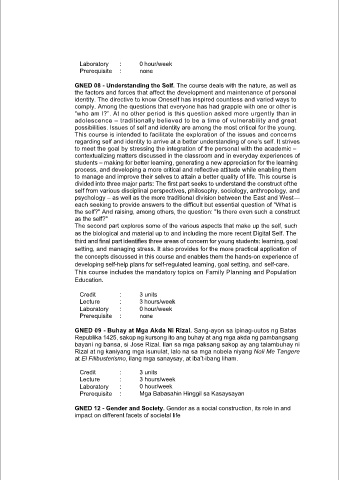 Laboratory : 0 hour/week
Prerequisite : none
GNED 08 - Understanding the Self. The course deals with the nature, as well as
the factors and forces that affect the development and maintenance of personal
identity. The directive to know Oneself has inspired countless and varied ways to
comply. Among the questions that everyone has had grapple with one or other is
"who am I?". At no other period is this question asked more urgently than in
adolescence – traditionally believed to be a time of vulnerability and great
possibilities. Issues of self and identity are among the most critical for the young.
This course is intended to facilitate the exploration of the issues and concerns
regarding self and identity to arrive at a better understanding of one's self. It strives
to meet the goal by stressing the integration of the personal with the academic –
contextualizing matters discussed in the classroom and in everyday experiences of
students – making for better learning, generating a new appreciation for the learning
process, and developing a more critical and reflective attitude while enabling them
to manage and improve their selves to attain a better quality of life. This course is
divided into three major parts: The first part seeks to understand the construct ofthe
self from various disciplinal perspectives, philosophy, sociology, anthropology, and
psychology – as well as the more traditional division between the East and West—
each seeking to provide answers to the difficult but essential question of "What is
the self?" And raising, among others, the question: "Is there even such a construct
as the self?"
The second part explores some of the various aspects that make up the self, such
as the biological and material up to and including the more recent Digital Self. The
third and final part identifies three areas of concern for young students: learning, goal
setting, and managing stress. It also provides for the more practical application of
the concepts discussed in this course and enables them the hands-on experience of
developing self-help plans for self-regulated learning, goal setting, and self-care.
This course includes the mandatory topics on Family Planning and Population
Education.
Credit : 3 units
Lecture : 3 hours/week
Laboratory : 0 hour/week
Prerequisite : none
GNED 09 - Buhay at Mga Akda Ni Rizal. Sang-ayon sa ipinag-uutos ng Batas
Republika 1425, sakop ng kursong ito ang buhay at ang mga akda ng pambangsang
bayani ng bansa, si Jose Rizal. Ilan sa mga paksang sakop ay ang talambuhay ni
Rizal at ng kaniyang mga isunulat, lalo na sa mga nobela niyang Noli Me Tangere
at El Filibusterismo, ilang mga sanaysay, at iba't ibang liham.
Credit : 3 units
Lecture : 3 hours/week
Laboratory : 0 hour/week
Prerequisite : Mga Babasahin Hinggil sa Kasaysayan
GNED 12 - Gender and Society. Gender as a social construction, its role in and
impact on different facets of societal life